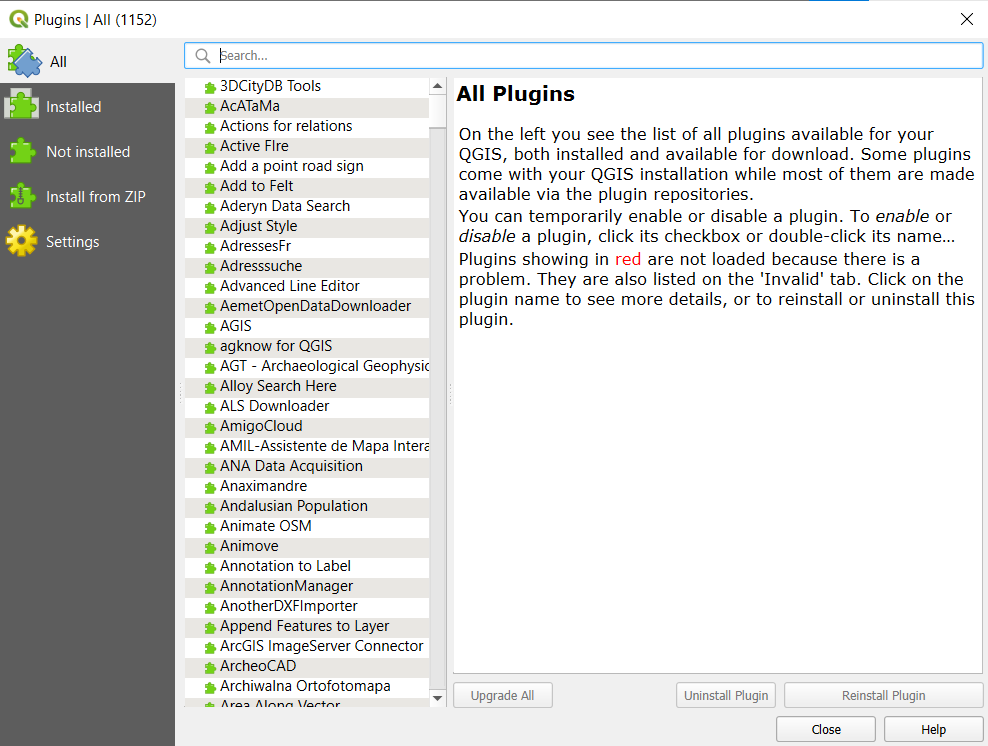 Plugins | All (1152)
All
Installed
Not installed
Install from ZIP
Settings
Search...
3DCityDB Tools
AcATaMa
Actions for relations
Active FIre
Add a point road sign
Add to Felt
Aderyn Data Search
Adjust Style
AdressesFr
Adresssuche
Advanced Line Editor
AemetOpenDataDownloader
AGIS
agknow for QGIS
AGT - Archaeological Geophysic
Alloy Search Here
ALS Downloader
AmigoCloud
AMIL-Assistente de Mapa Intera
ANA Data Acquisition
Anaximandre
Andalusian Population
Animate OSM
Animove
Annotation to Label
AnnotationManager
AnotherDXFImporter
Append Features to Layer
ArcGIS ImageServer Connector
ArcheoCAD
Archiwalna Ortofotomapa
Area Along Vector
All Plugins
On the left you see the list of all plugins available for your
QGIS, both installed and available for download. Some plugins
come with your QGIS installation while most of them are made
available via the plugin repositories.
You can temporarily enable or disable a plugin. To enable or
disable a plugin, click its checkbox or double-click its name...
Plugins showing in red are not loaded because there is a
problem. They are also listed on the 'Invalid' tab. Click on the
plugin name to see more details, or to reinstall or uninstall this
plugin.
Upgrade All
Uninstall Plugin
Reinstall Plugin
Close
Help